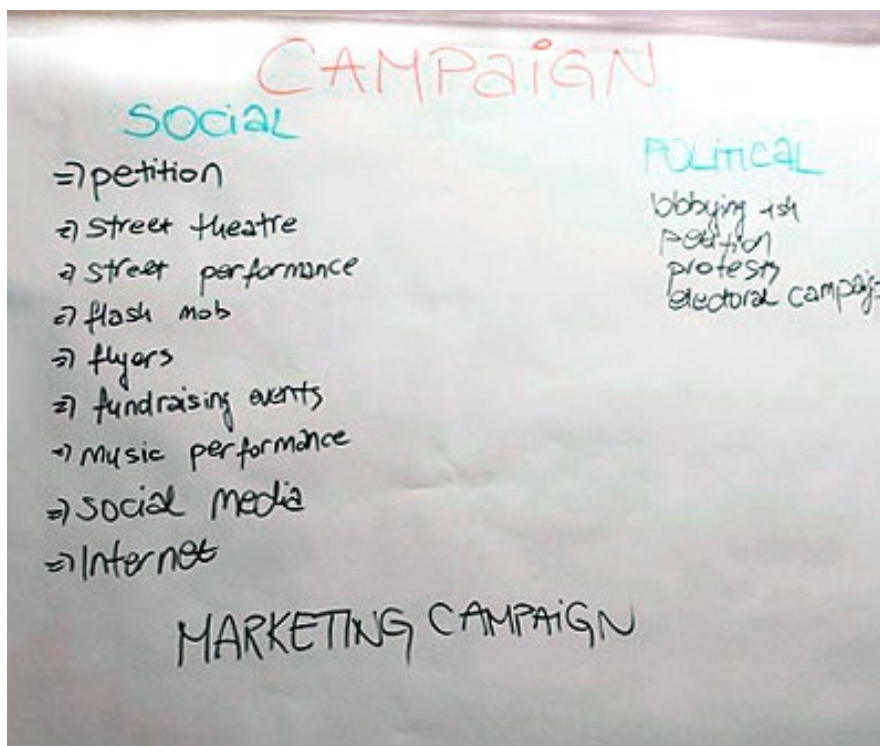 CAMPAiGN
SOCiaL
=> petition
=> street theatre
=> street performance
=> flash mob
=> flyers
=> fundraising events
=> music performance
=> social media
=> Internet
POLiTiCAL
lobbying
petition
protests
electoral campaig
MARKETING CAMPAiGN